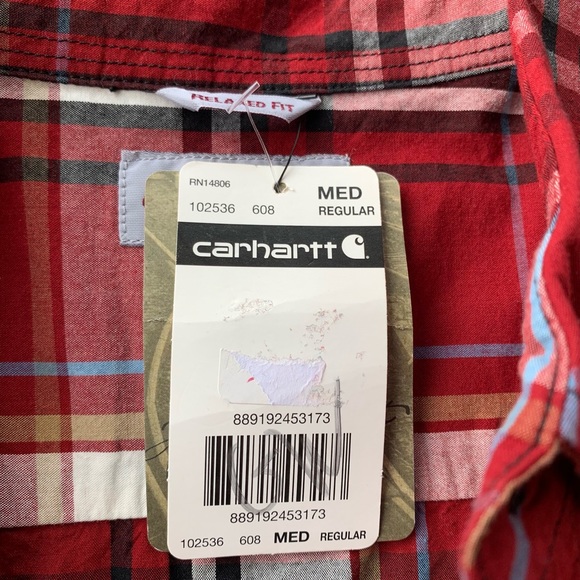 RELAXED FIT
RN14806
MED
102536 608 REGULAR
carhartt
889192453173
889192453173
102536 608 MED REGULAR